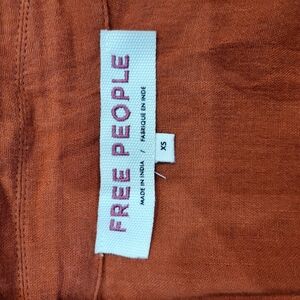 FREE PEOPLE
MADE IN INDIA / FABRIQUÉ EN INDE
XS